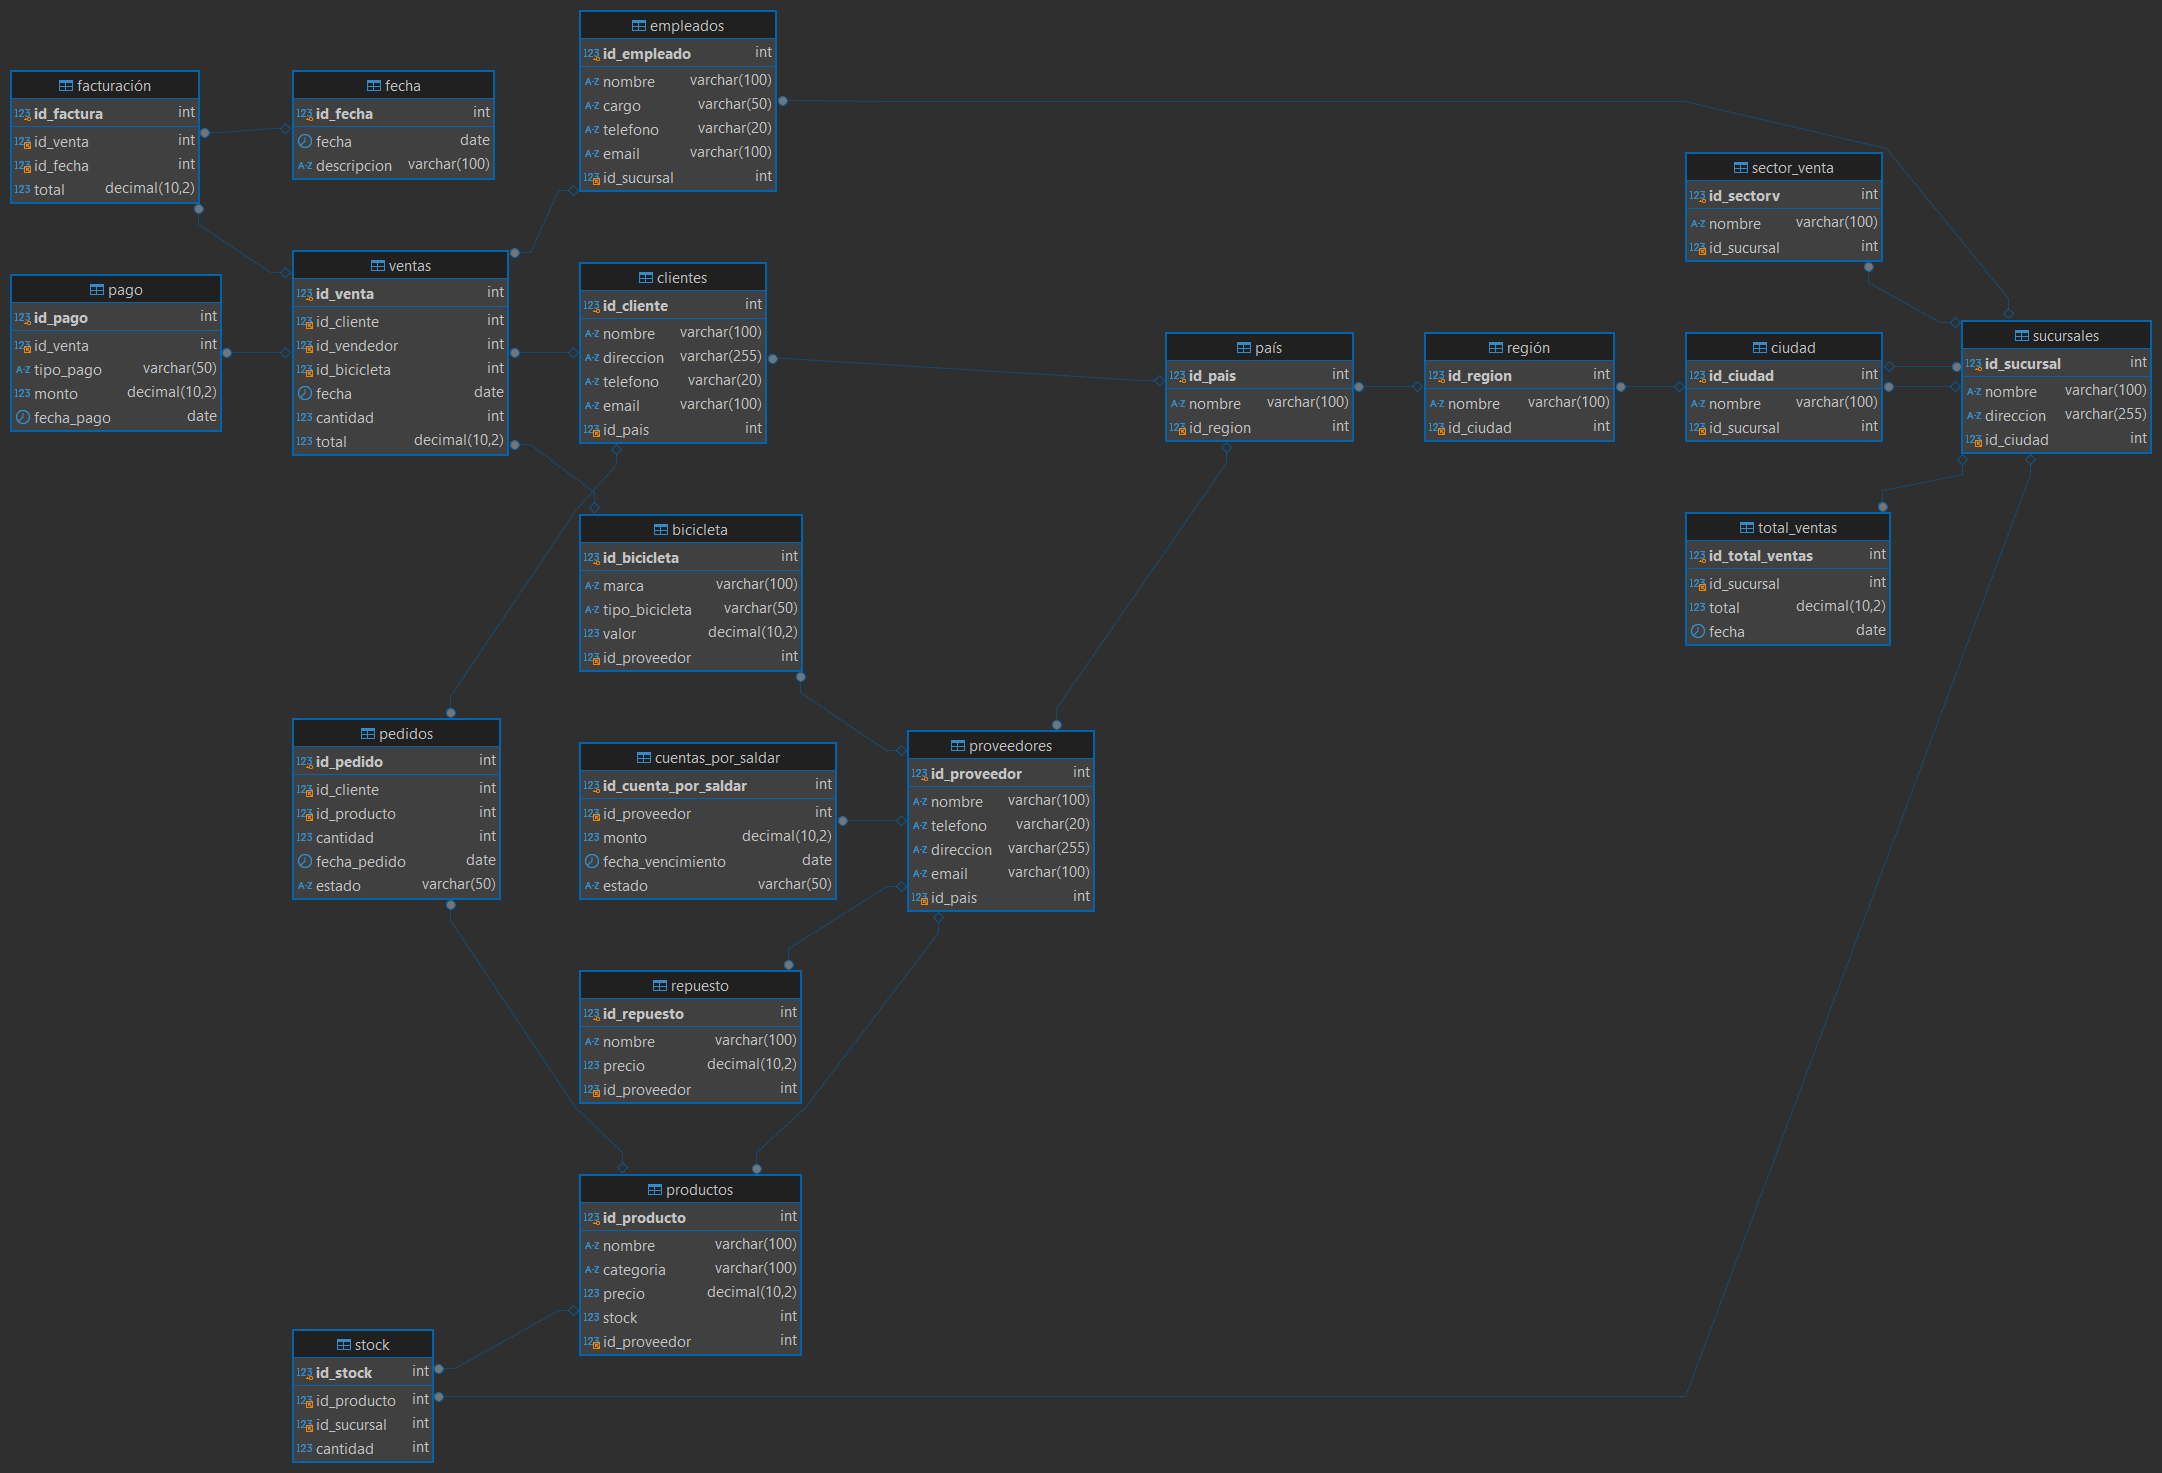 empleados
id_empleado int
nombre varchar(100)
cargo varchar(50)
telefono varchar(20)
email varchar(100)
id_sucursal int
facturación
id_factura int
id_venta int
id_fecha int
total decimal(10,2)
fecha
id_fecha int
fecha date
descripcion varchar(100)
sector_venta
id_sectorv int
nombre varchar(100)
id_sucursal int
pago
id_pago int
id_venta int
tipo_pago varchar(50)
monto decimal(10,2)
fecha_pago date
ventas
id_venta int
id_cliente int
id_vendedor int
id_bicicleta int
fecha date
cantidad int
total decimal(10,2)
clientes
id_cliente int
nombre varchar(100)
direccion varchar(255)
telefono varchar(20)
email varchar(100)
id_pais int
país
id_pais int
nombre varchar(100)
id_region int
región
id_region int
nombre varchar(100)
id_ciudad int
ciudad
id_ciudad int
nombre varchar(100)
id_sucursal int
sucursales
id_sucursal int
nombre varchar(100)
direccion varchar(255)
id_ciudad int
bicicleta
id_bicicleta int
marca varchar(100)
tipo_bicicleta varchar(50)
valor decimal(10,2)
id_proveedor int
total_ventas
id_total_ventas int
id_sucursal int
total decimal(10,2)
fecha date
pedidos
id_pedido int
id_cliente int
id_producto int
cantidad int
fecha_pedido date
estado varchar(50)
cuentas_por_saldar
id_cuenta_por_saldar int
id_proveedor int
monto decimal(10,2)
fecha_vencimiento date
estado varchar(50)
proveedores
id_proveedor int
nombre varchar(100)
telefono varchar(20)
direccion varchar(255)
email varchar(100)
id_pais int
repuesto
id_repuesto int
nombre varchar(100)
precio decimal(10,2)
id_proveedor int
productos
id_producto int
nombre varchar(100)
categoria varchar(100)
precio decimal(10,2)
stock int
id_proveedor int
stock
id_stock int
id_producto int
id_sucursal int
cantidad int